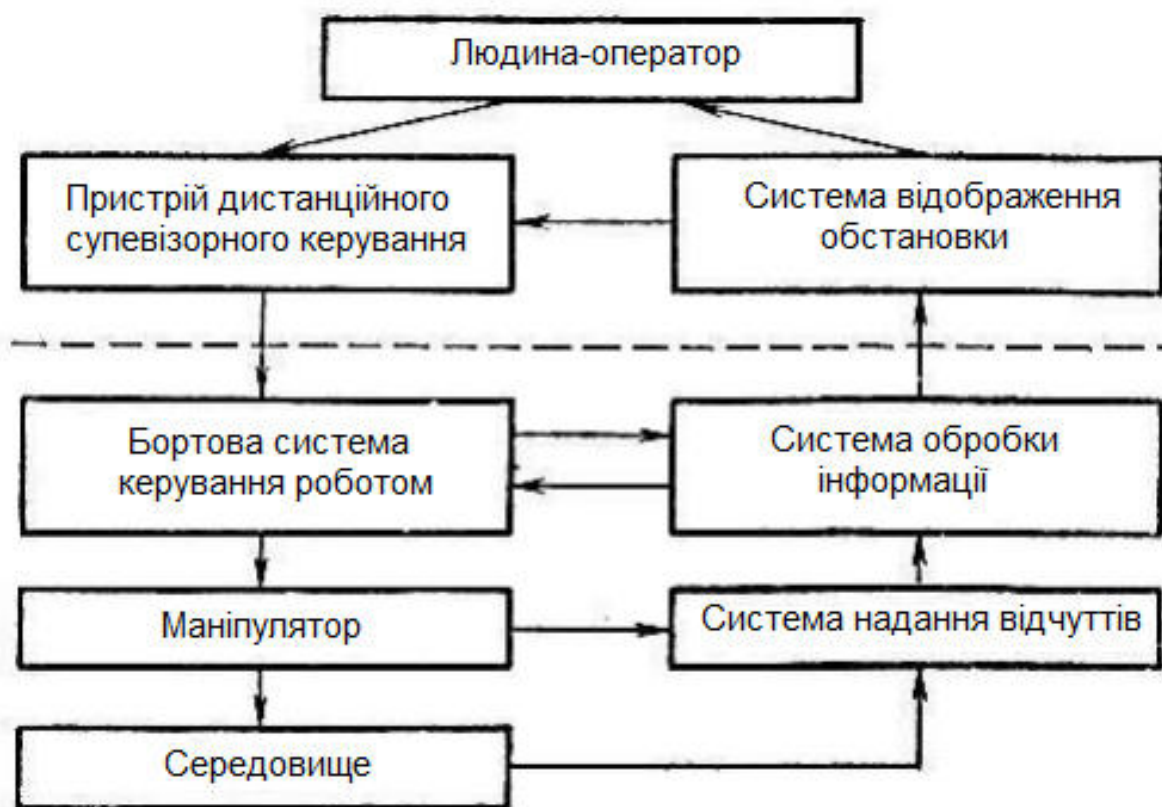 Людина-оператор
Пристрій дистанційного
супевізорного керування
Система відображення
обстановки
Бортова система
керування роботом
Система обробки
інформації
Маніпулятор
Система надання відчуттів
Середовище